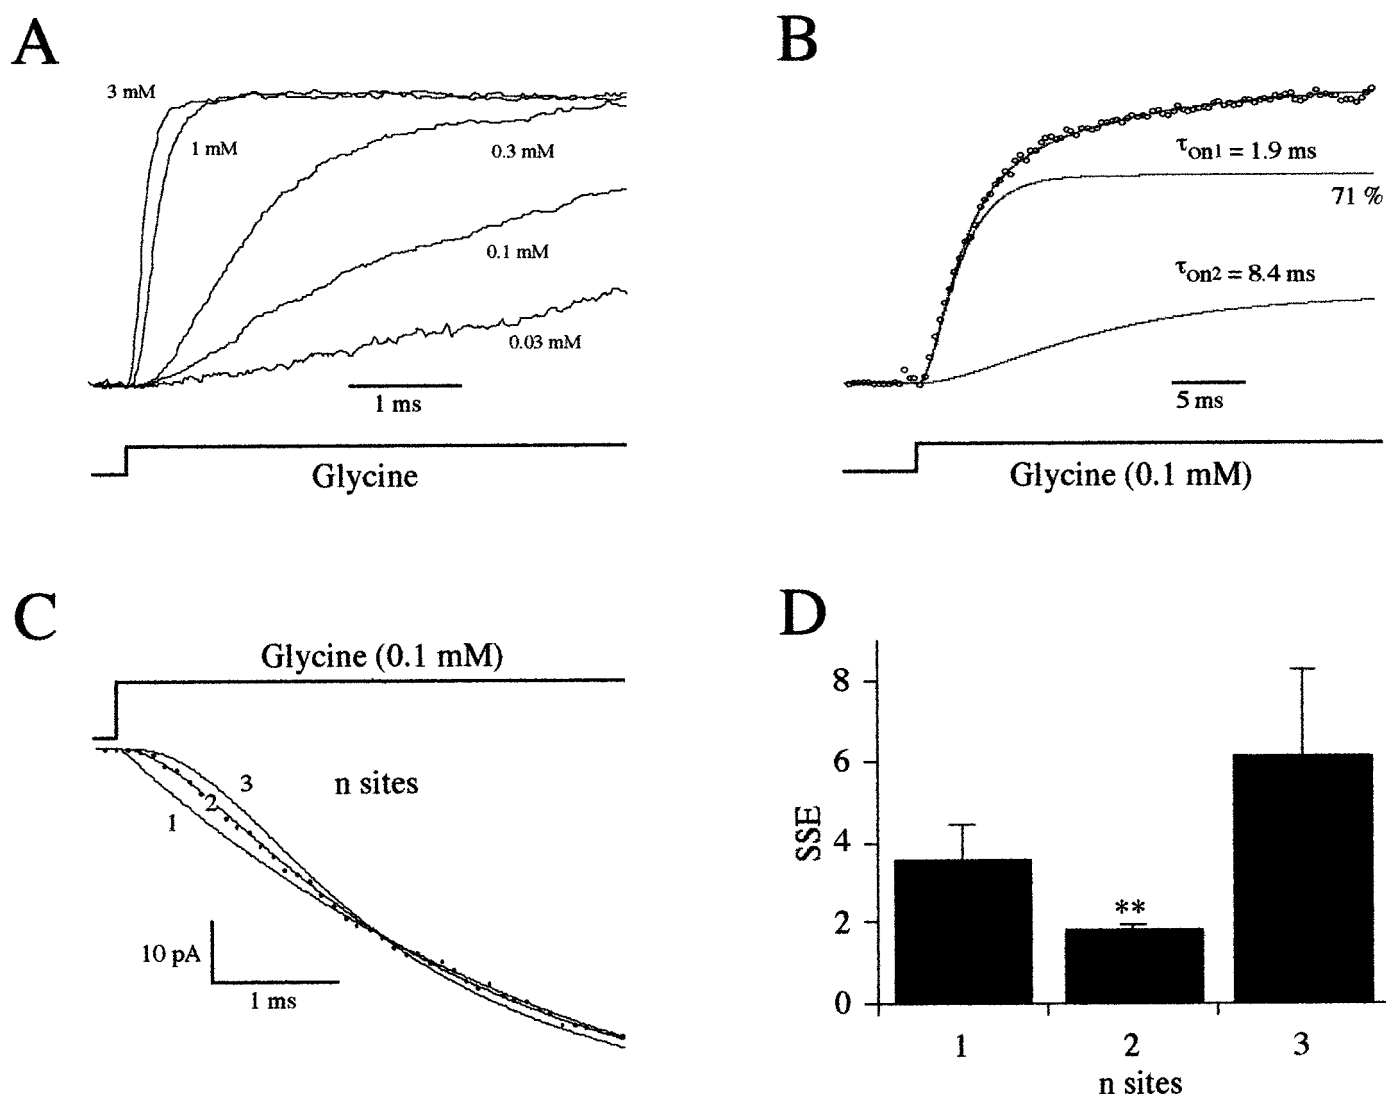 A
3 mM
1 mM
0.3 mM
0.1 mM
0.03 mM
1 ms
Glycine
B
τon1 = 1.9 ms
71 %
τon2 = 8.4 ms
5 ms
Glycine (0.1 mM)
C
Glycine (0.1 mM)
3
n sites
2
1
10 pA
1 ms
D
8
6
4
2
0
SSE
**
1
2
3
n sites